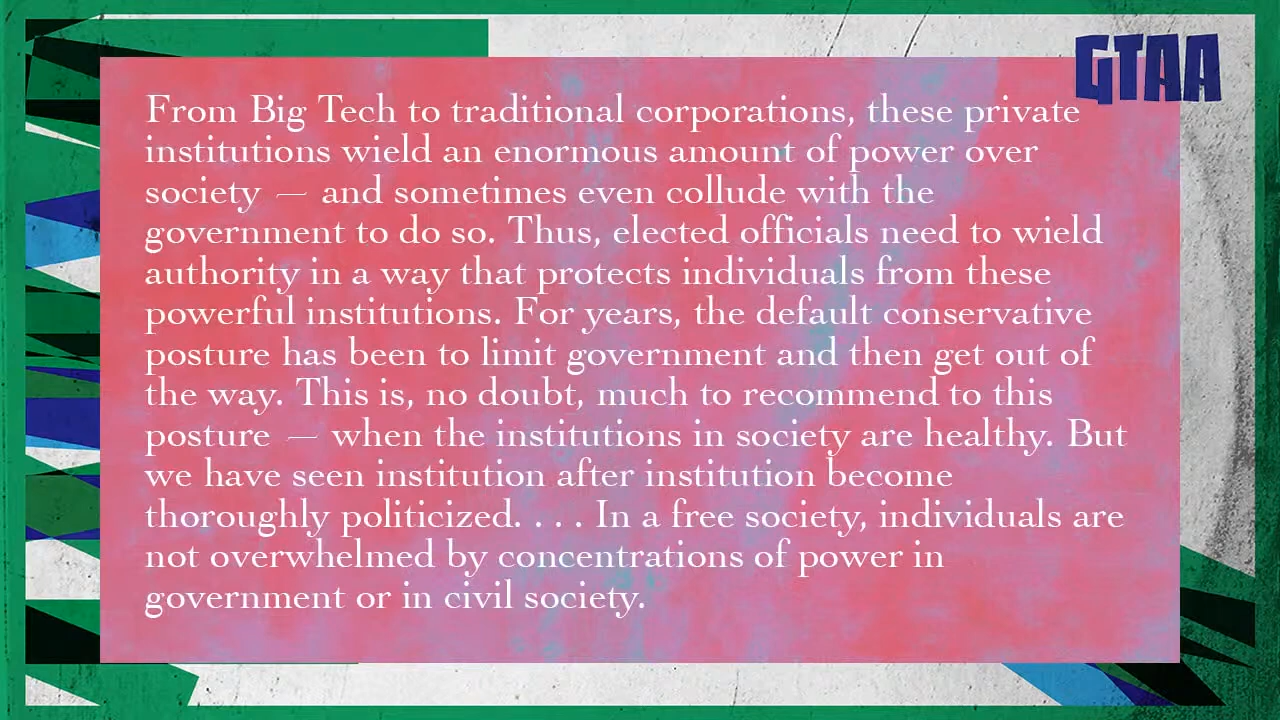 GTAA
From Big Tech to traditional corporations, these private
institutions wield an enormous amount of power over
society — and sometimes even collude with the
government to do so. Thus, elected officials need to wield
authority in a way that protects individuals from these
powerful institutions. For years, the default conservative
posture has been to limit government and then get out of
the way. This is, no doubt, much to recommend to this
posture — when the institutions in society are healthy. But
we have seen institution after institution become
thoroughly politicized. . . . In a free society, individuals are
not overwhelmed by concentrations of power in
government or in civil society.